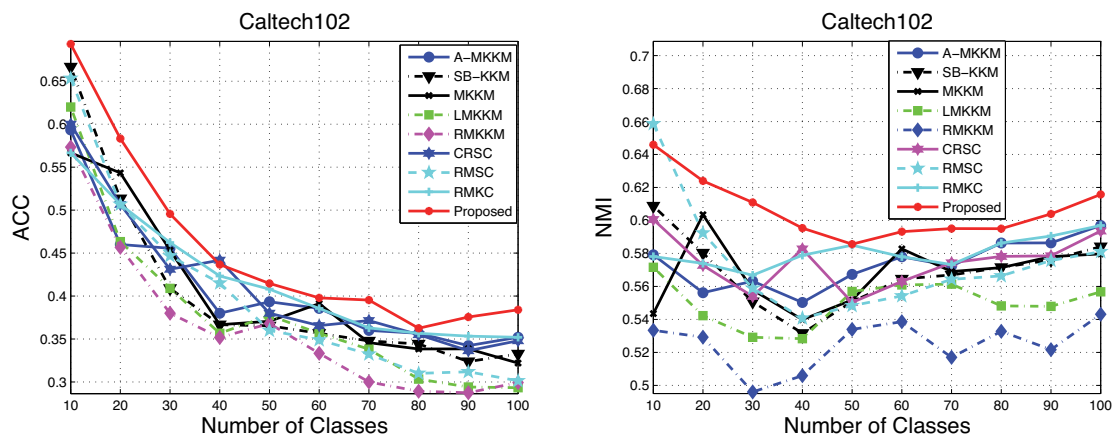 Caltech102
ACC
0.65
0.6
0.55
0.5
0.45
0.4
0.35
0.3
10 20 30 40 50 60 70 80 90 100
Number of Classes
A-MKKM
SB-KKM
MKKM
LMKKM
RMKKM
CRSC
RMSC
RMKC
Proposed
Caltech102
NMI
0.7
0.68
0.66
0.64
0.62
0.6
0.58
0.56
0.54
0.52
0.5
10 20 30 40 50 60 70 80 90 100
Number of Classes
A-MKKM
SB-KKM
MKKM
LMKKM
RMKKM
CRSC
RMSC
RMKC
Proposed